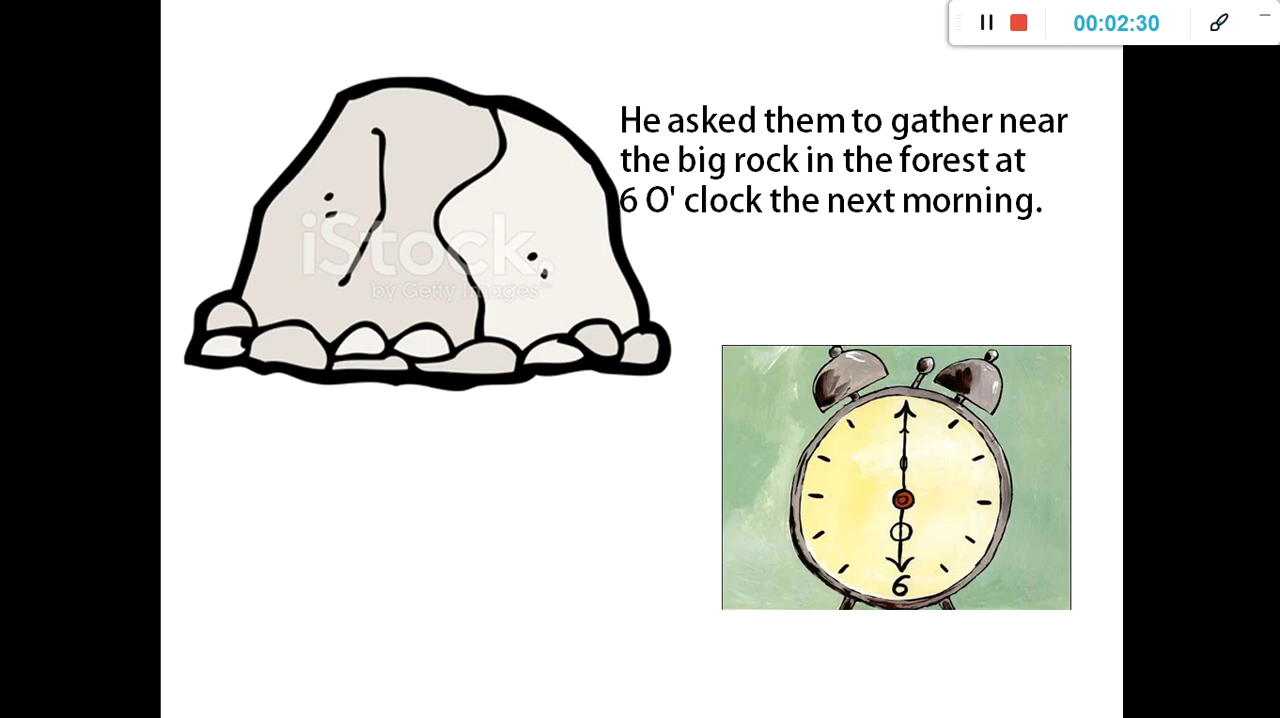 00:02:30
He asked them to gather near
the big rock in the forest at
6 O' clock the next morning.
iStock.
by Getty Images™
6